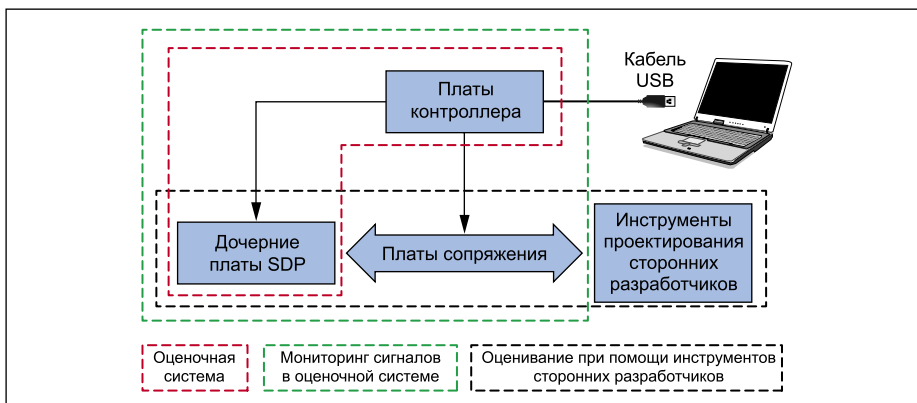 Кабель
USB
Платы
контроллера
Дочерние
платы SDP
Платы сопряжения
Инструменты
проектирования
сторонних
разработчиков
Оценочная
система
Мониторинг сигналов
в оценочной системе
Оценивание при помощи инструментов
сторонних разработчиков